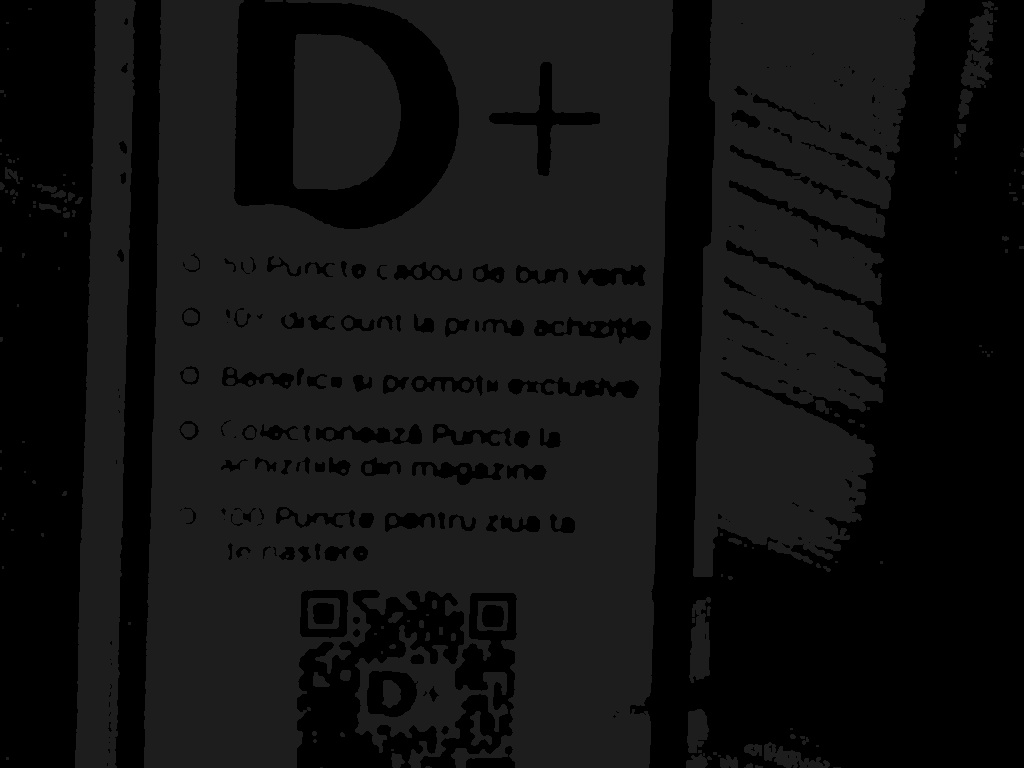 D+
50 Puncte cadou de bun venit
10% discount la prima achiziție
Beneficii și promoții exclusive
Colecționează Puncte la
achizițiile din magazine
100 Puncte pentru ziua ta
de naștere
D+